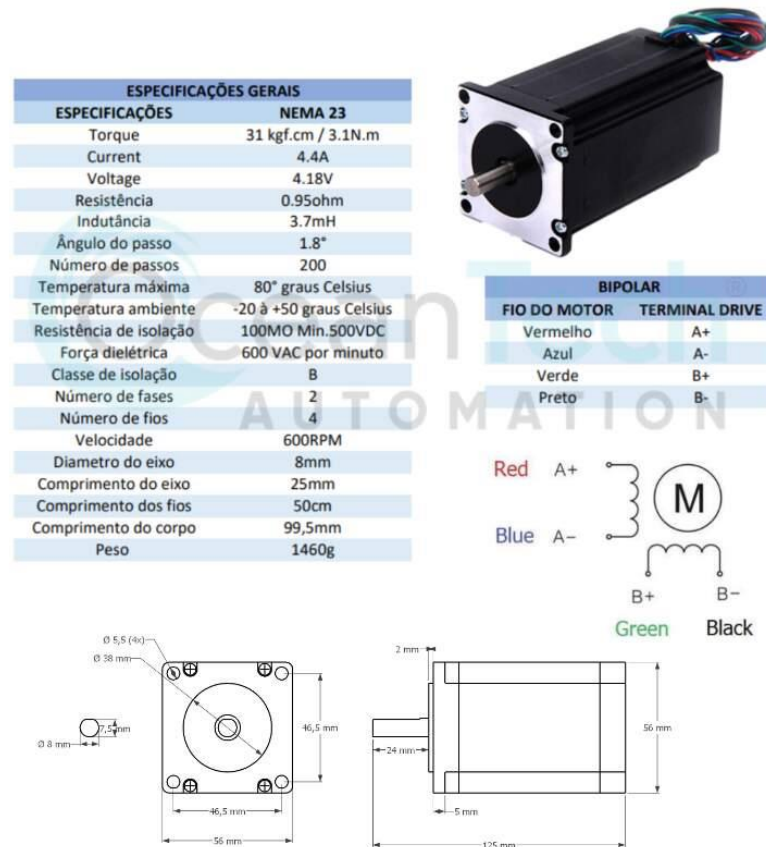 ESPECIFICAÇÕES GERAIS
ESPECIFICAÇÕES NEMA 23
Torque 31 kgf.cm / 3.1N.m
Current 4.4A
Voltage 4.18V
Resistência 0.95ohm
Indutância 3.7mH
Ângulo do passo 1.8°
Número de passos 200
Temperatura máxima 80° graus Celsius
Temperatura ambiente -20 à +50 graus Celsius
Resistência de isolação 100MO Min.500VDC
Força dielétrica 600 VAC por minuto
Classe de isolação B
Número de fases 2
Número de fios 4
Velocidade 600RPM
Diametro do eixo 8mm
Comprimento do eixo 25mm
Comprimento dos fios 50cm
Comprimento do corpo 99,5mm
Peso 1460g
OceanTech ®
AUTOMATION
BIPOLAR
FIO DO MOTOR TERMINAL DRIVE
Vermelho A+
Azul A-
Verde B+
Preto B-
Red A+
M
Blue A−
B+ B−
Green Black
Ø 5,5 (4x)
Ø 38 mm
7,5 mm
Ø 8 mm
46,5 mm
46,5 mm
56 mm
2 mm
24 mm
56 mm
5 mm
125 mm